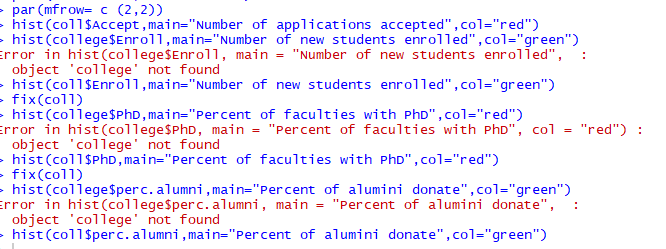 > par(mfrow= c (2,2))
> hist(coll$Accept,main="Number of applications accepted",col="red")
> hist(college$Enroll,main="Number of new students enrolled",col="green")
Error in hist(college$Enroll, main = "Number of new students enrolled",  :
  object 'college' not found
> hist(coll$Enroll,main="Number of new students enrolled",col="green")
> fix(coll)
> hist(college$PhD,main="Percent of faculties with PhD",col="red")
Error in hist(college$PhD, main = "Percent of faculties with PhD", col = "red") :
  object 'college' not found
> hist(coll$PhD,main="Percent of faculties with PhD",col="red")
> fix(coll)
> hist(college$perc.alumni,main="Percent of alumini donate",col="green")
Error in hist(college$perc.alumni, main = "Percent of alumini donate",  :
  object 'college' not found
> hist(coll$perc.alumni,main="Percent of alumini donate",col="green")